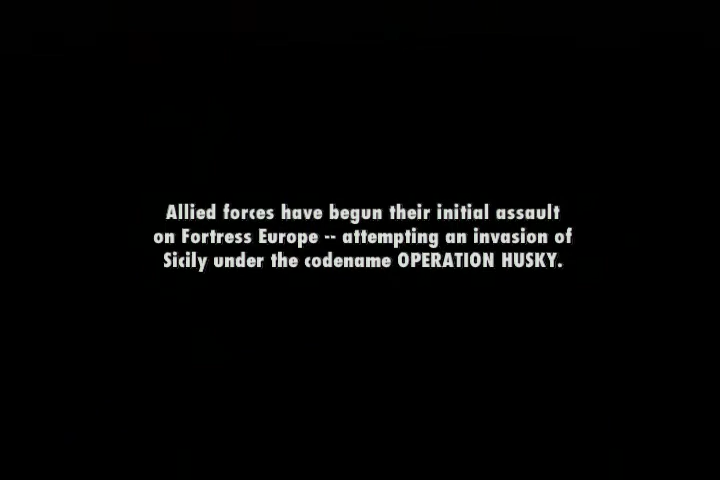 Allied forces have begun their initial assault
on Fortress Europe -- attempting an invasion of
Sicily under the codename OPERATION HUSKY.